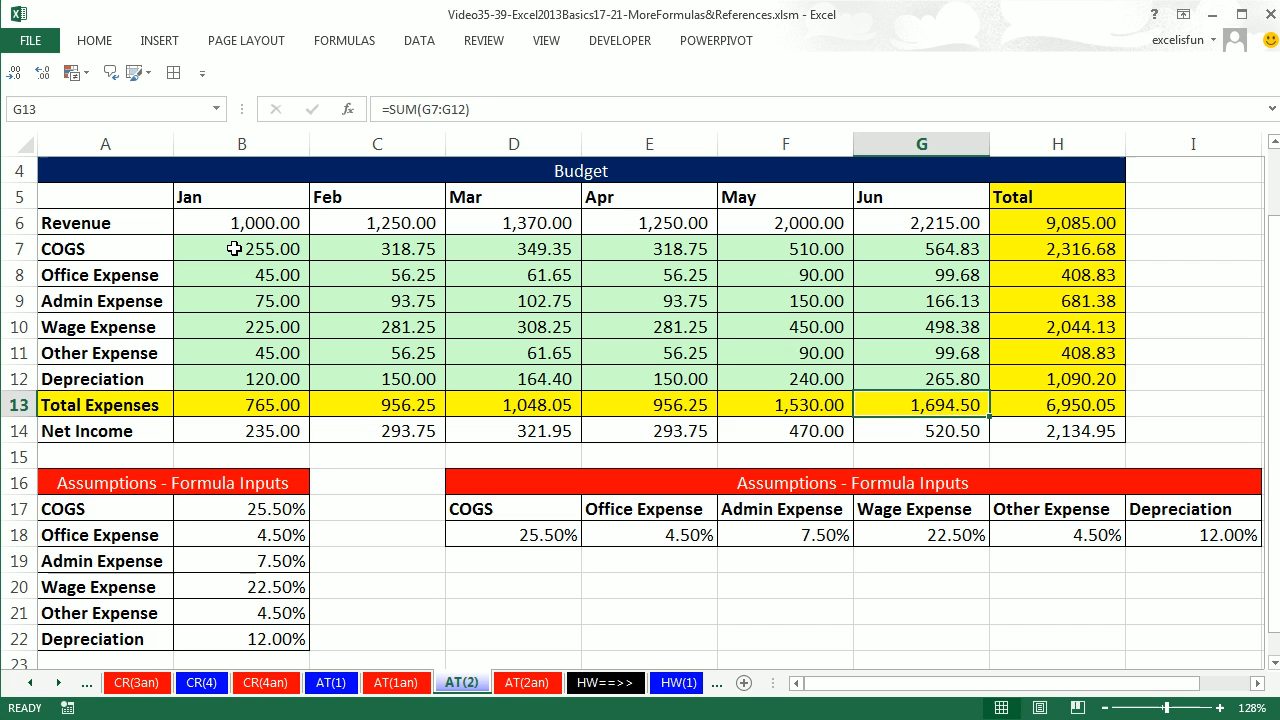 Video35-39-Excel2013Basics17-21-MoreFormulas&References.xlsm - Excel
FILE HOME INSERT PAGE LAYOUT FORMULAS DATA REVIEW VIEW DEVELOPER POWERPIVOT excelisfun
G13 fx =SUM(G7:G12)
A B C D E F G H I
4 Budget
5 Jan Feb Mar Apr May Jun Total
6 Revenue 1,000.00 1,250.00 1,370.00 1,250.00 2,000.00 2,215.00 9,085.00
7 COGS 255.00 318.75 349.35 318.75 510.00 564.83 2,316.68
8 Office Expense 45.00 56.25 61.65 56.25 90.00 99.68 408.83
9 Admin Expense 75.00 93.75 102.75 93.75 150.00 166.13 681.38
10 Wage Expense 225.00 281.25 308.25 281.25 450.00 498.38 2,044.13
11 Other Expense 45.00 56.25 61.65 56.25 90.00 99.68 408.83
12 Depreciation 120.00 150.00 164.40 150.00 240.00 265.80 1,090.20
13 Total Expenses 765.00 956.25 1,048.05 956.25 1,530.00 1,694.50 6,950.05
14 Net Income 235.00 293.75 321.95 293.75 470.00 520.50 2,134.95
15
16 Assumptions - Formula Inputs Assumptions - Formula Inputs
17 COGS 25.50% COGS Office Expense Admin Expense Wage Expense Other Expense Depreciation
18 Office Expense 4.50% 25.50% 4.50% 7.50% 22.50% 4.50% 12.00%
19 Admin Expense 7.50%
20 Wage Expense 22.50%
21 Other Expense 4.50%
22 Depreciation 12.00%
23
... CR(3an) CR(4) CR(4an) AT(1) AT(1an) AT(2) AT(2an) HW==>> HW(1) ...
READY 128%